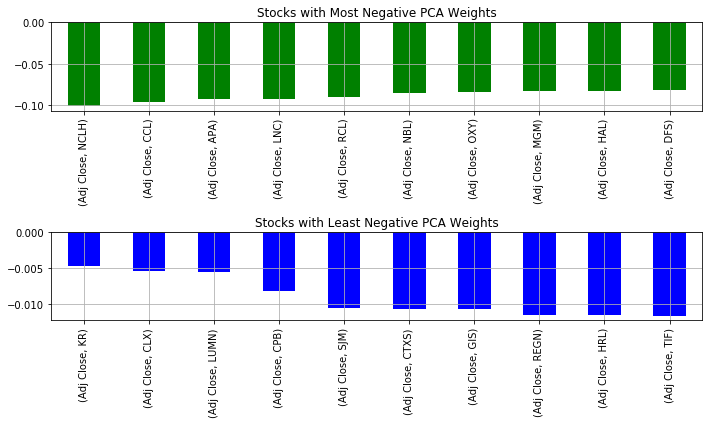 Stocks with Most Negative PCA Weights
0.00
−0.05
−0.10
(Adj Close, NCLH)
(Adj Close, CCL)
(Adj Close, APA)
(Adj Close, LNC)
(Adj Close, RCL)
(Adj Close, NBL)
(Adj Close, OXY)
(Adj Close, MGM)
(Adj Close, HAL)
(Adj Close, DFS)
Stocks with Least Negative PCA Weights
0.000
−0.005
−0.010
(Adj Close, KR)
(Adj Close, CLX)
(Adj Close, LUMN)
(Adj Close, CPB)
(Adj Close, SJM)
(Adj Close, CTXS)
(Adj Close, GIS)
(Adj Close, REGN)
(Adj Close, HRL)
(Adj Close, TIF)